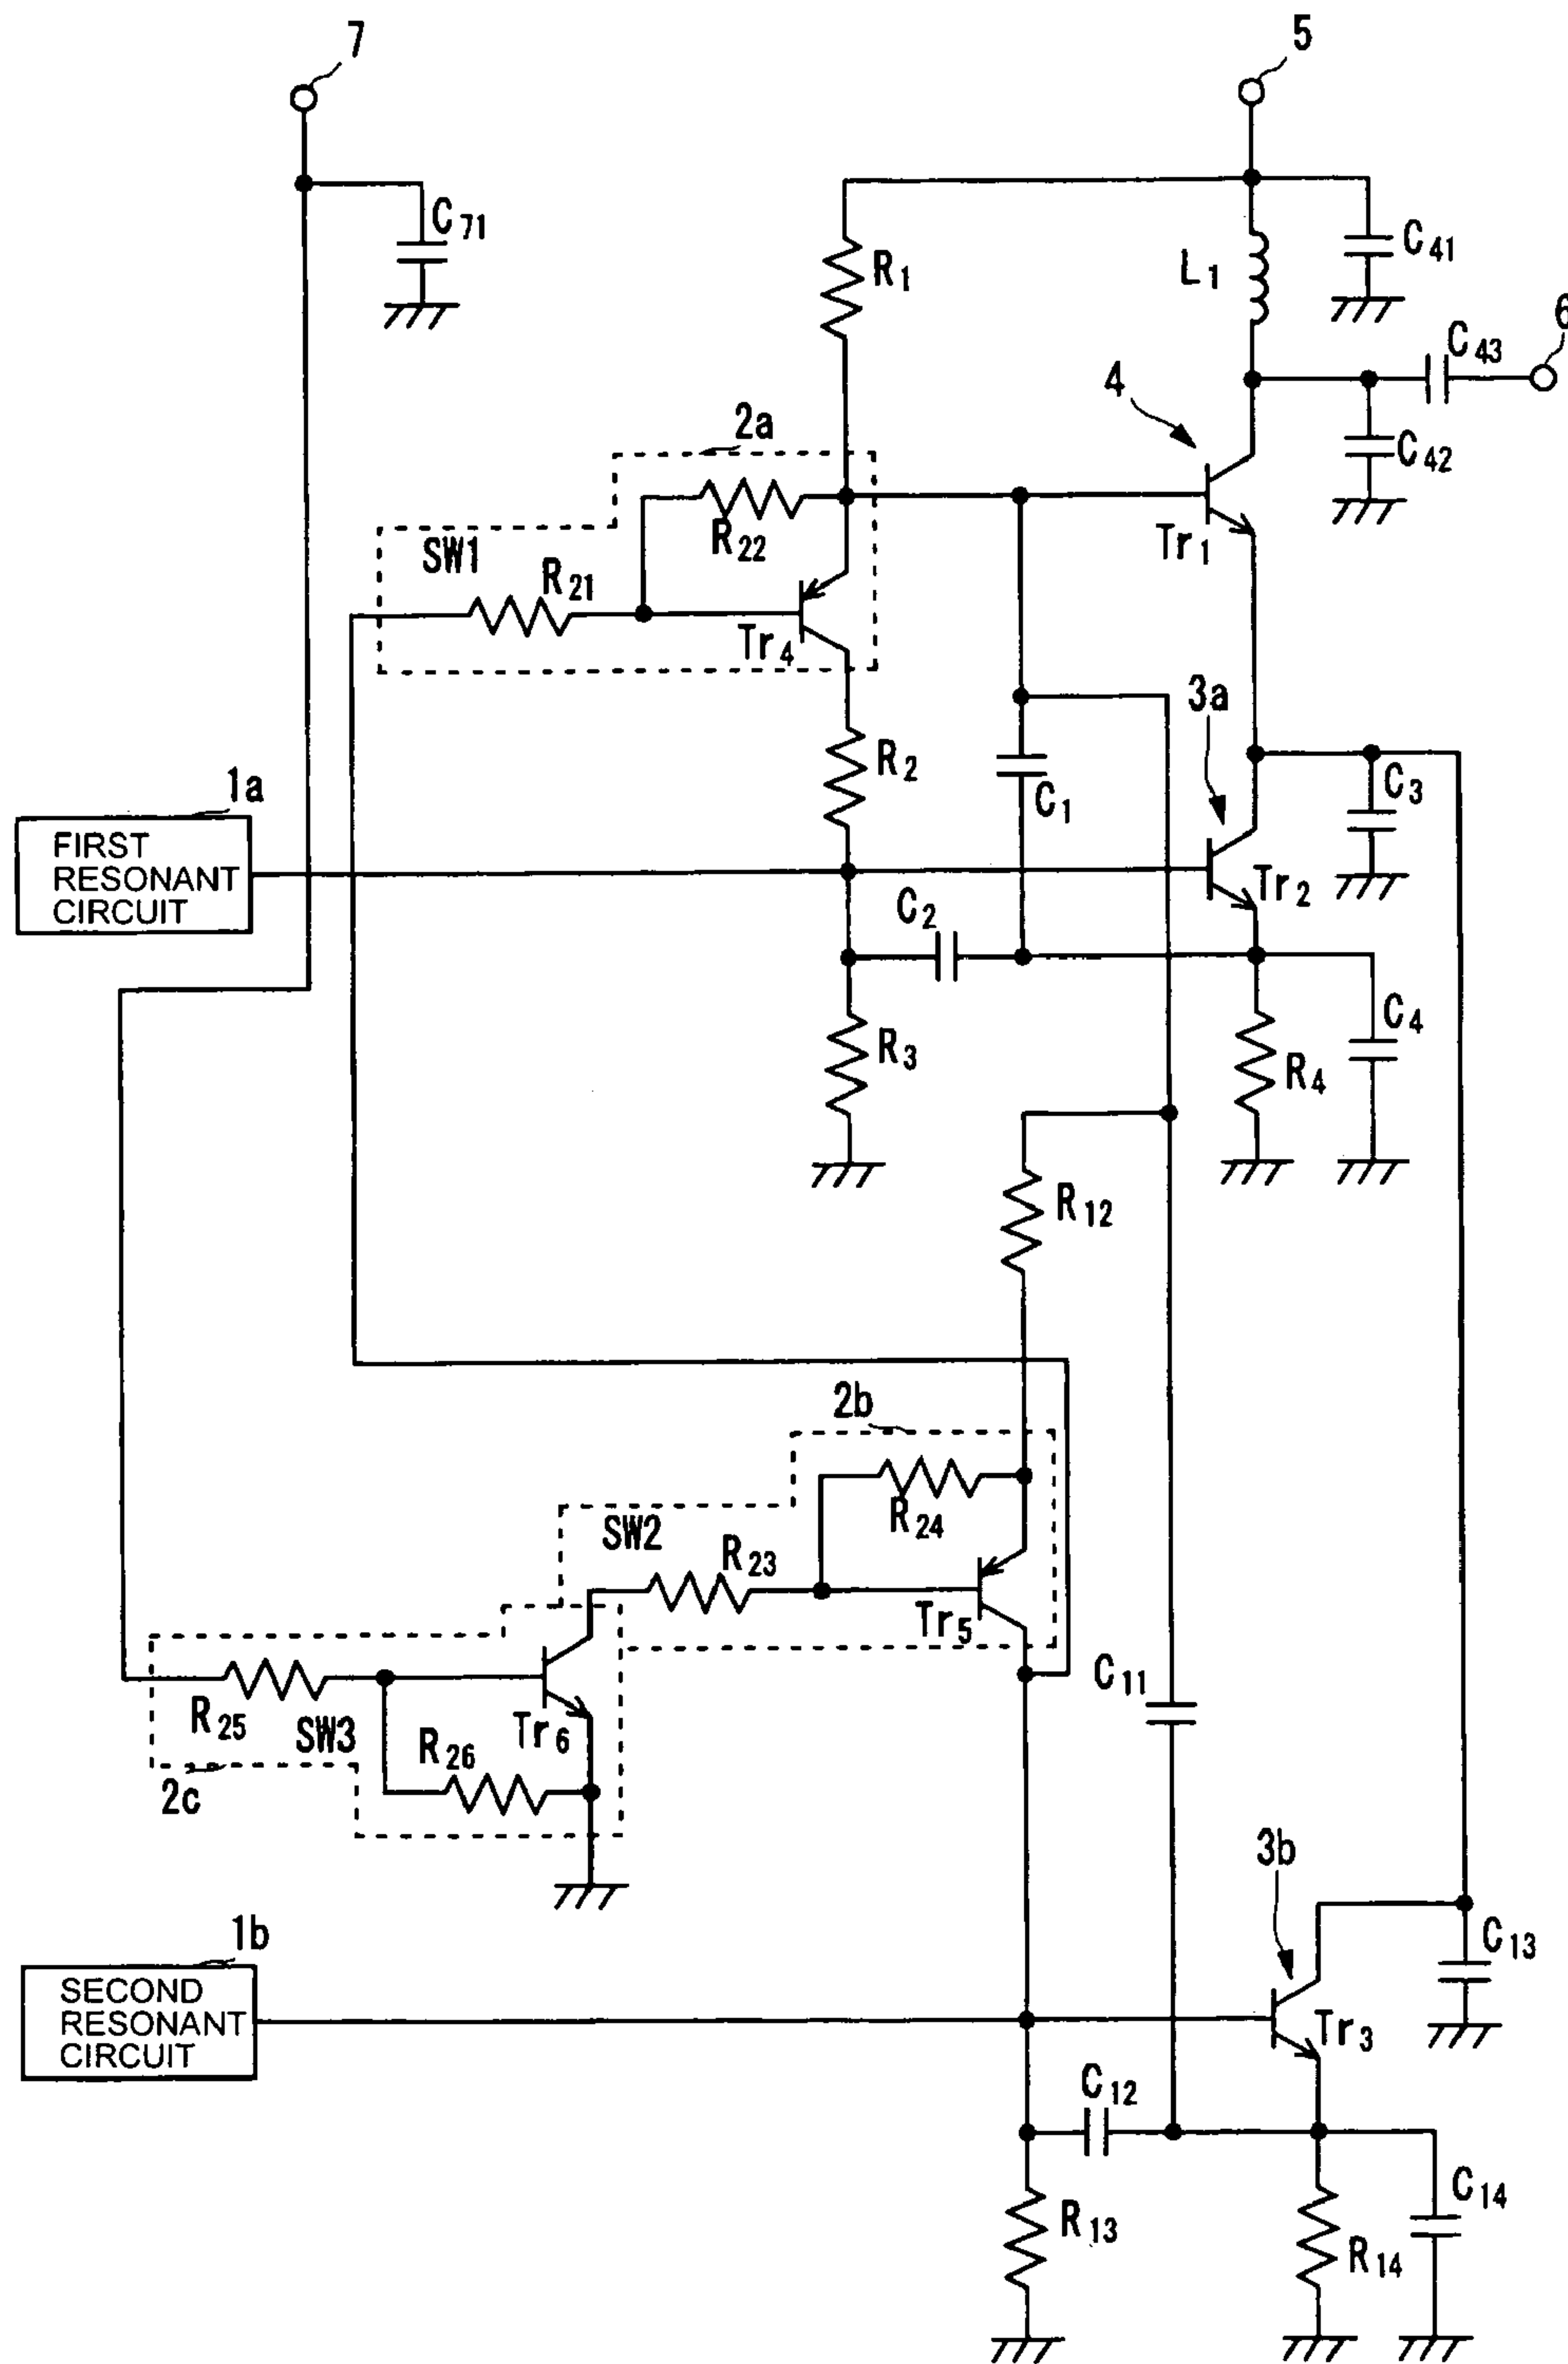 7
5
C71
R1
L1
C41
C43
6
4
2a
C42
R22
SW1
R21
Tr1
Tr4
3a
R2
C3
1a
C1
FIRST
RESONANT
CIRCUIT
Tr2
C2
C4
R3
R4
R12
2b
R24
SW2
R23
Tr5
C11
R25
SW3
Tr6
R26
2c
3b
1b
C13
SECOND
RESONANT
CIRCUIT
Tr3
C12
C14
R13
R14